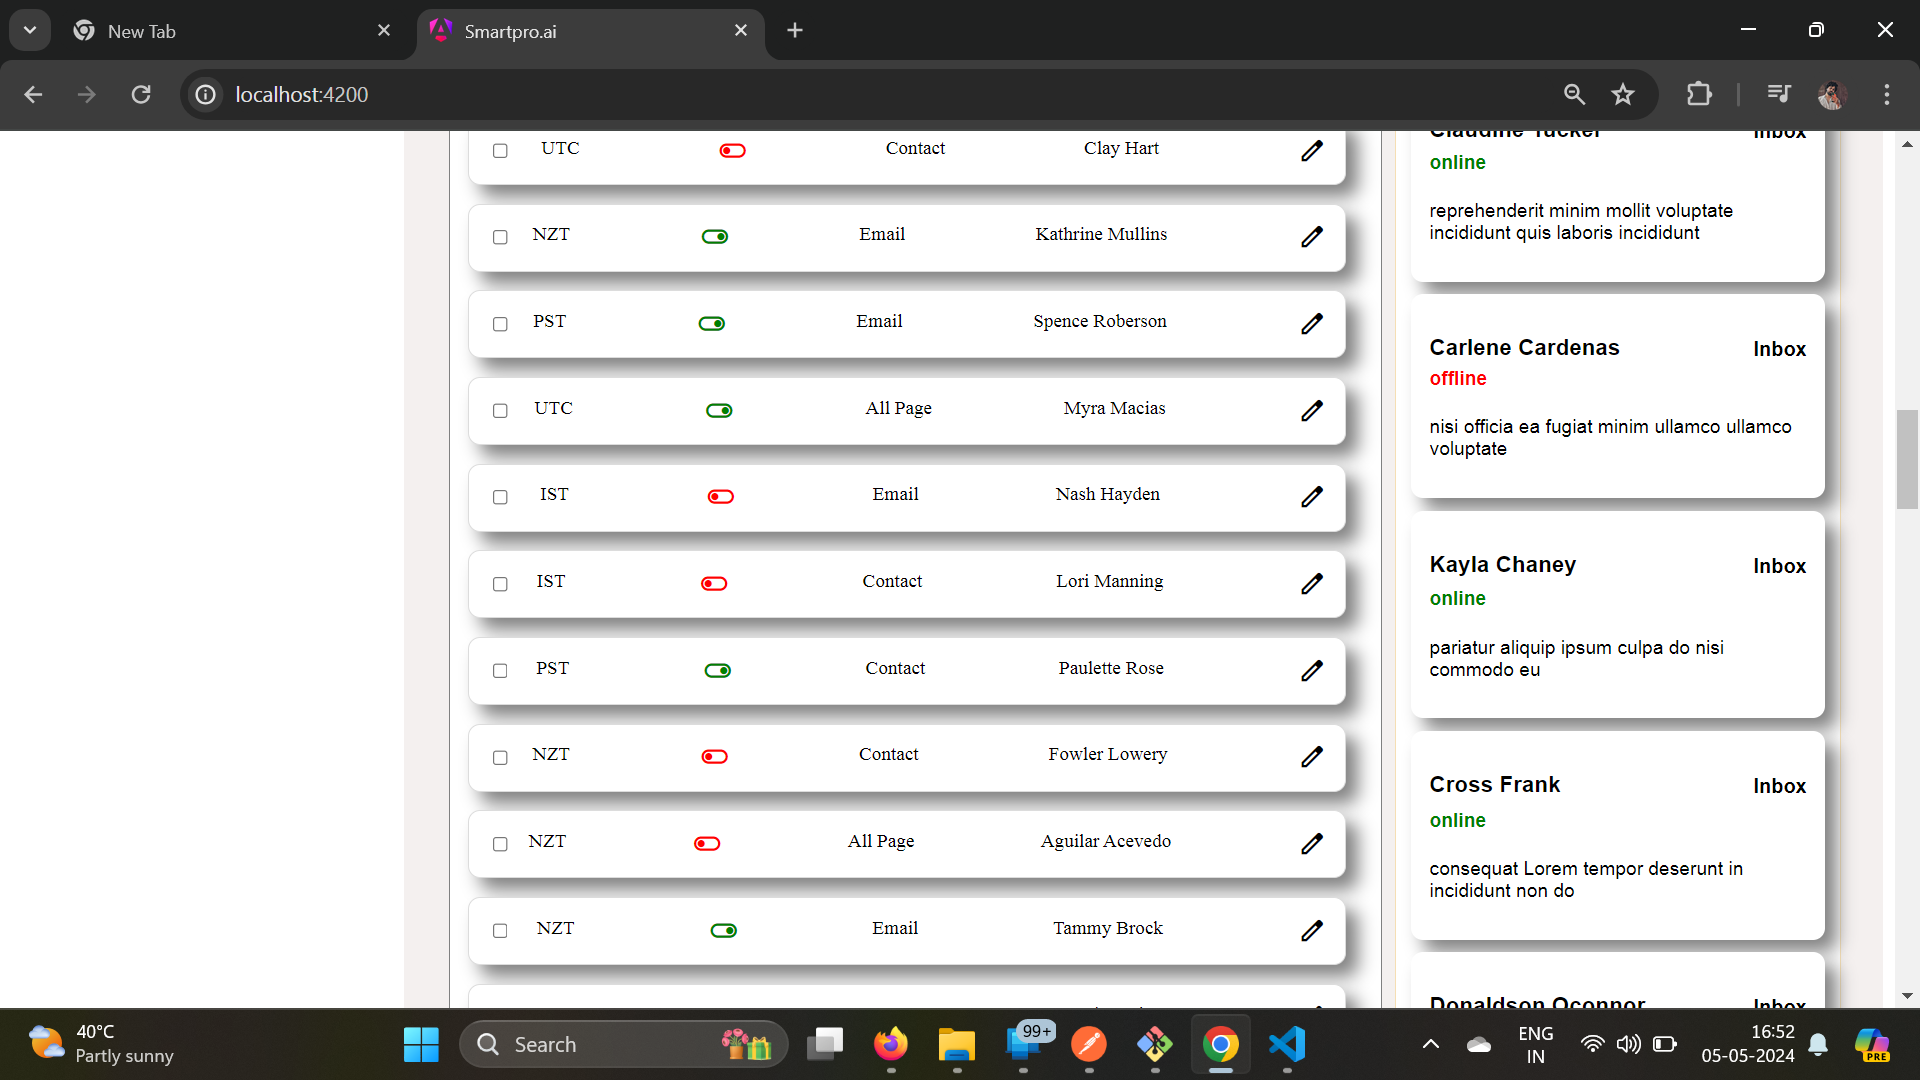 New Tab
Smartpro.ai
localhost:4200
UTC Contact Clay Hart
NZT Email Kathrine Mullins
PST Email Spence Roberson
UTC All Page Myra Macias
IST Email Nash Hayden
IST Contact Lori Manning
PST Contact Paulette Rose
NZT Contact Fowler Lowery
NZT All Page Aguilar Acevedo
NZT Email Tammy Brock
Claudine Tucker Inbox
online
reprehenderit minim mollit voluptate
incididunt quis laboris incididunt
Carlene Cardenas Inbox
offline
nisi officia ea fugiat minim ullamco ullamco
voluptate
Kayla Chaney Inbox
online
pariatur aliquip ipsum culpa do nisi
commodo eu
Cross Frank Inbox
online
consequat Lorem tempor deserunt in
incididunt non do
Donaldson Oconnor Inbox
40°C
Partly sunny
Search
99+
ENG
IN
16:52
05-05-2024
PRE